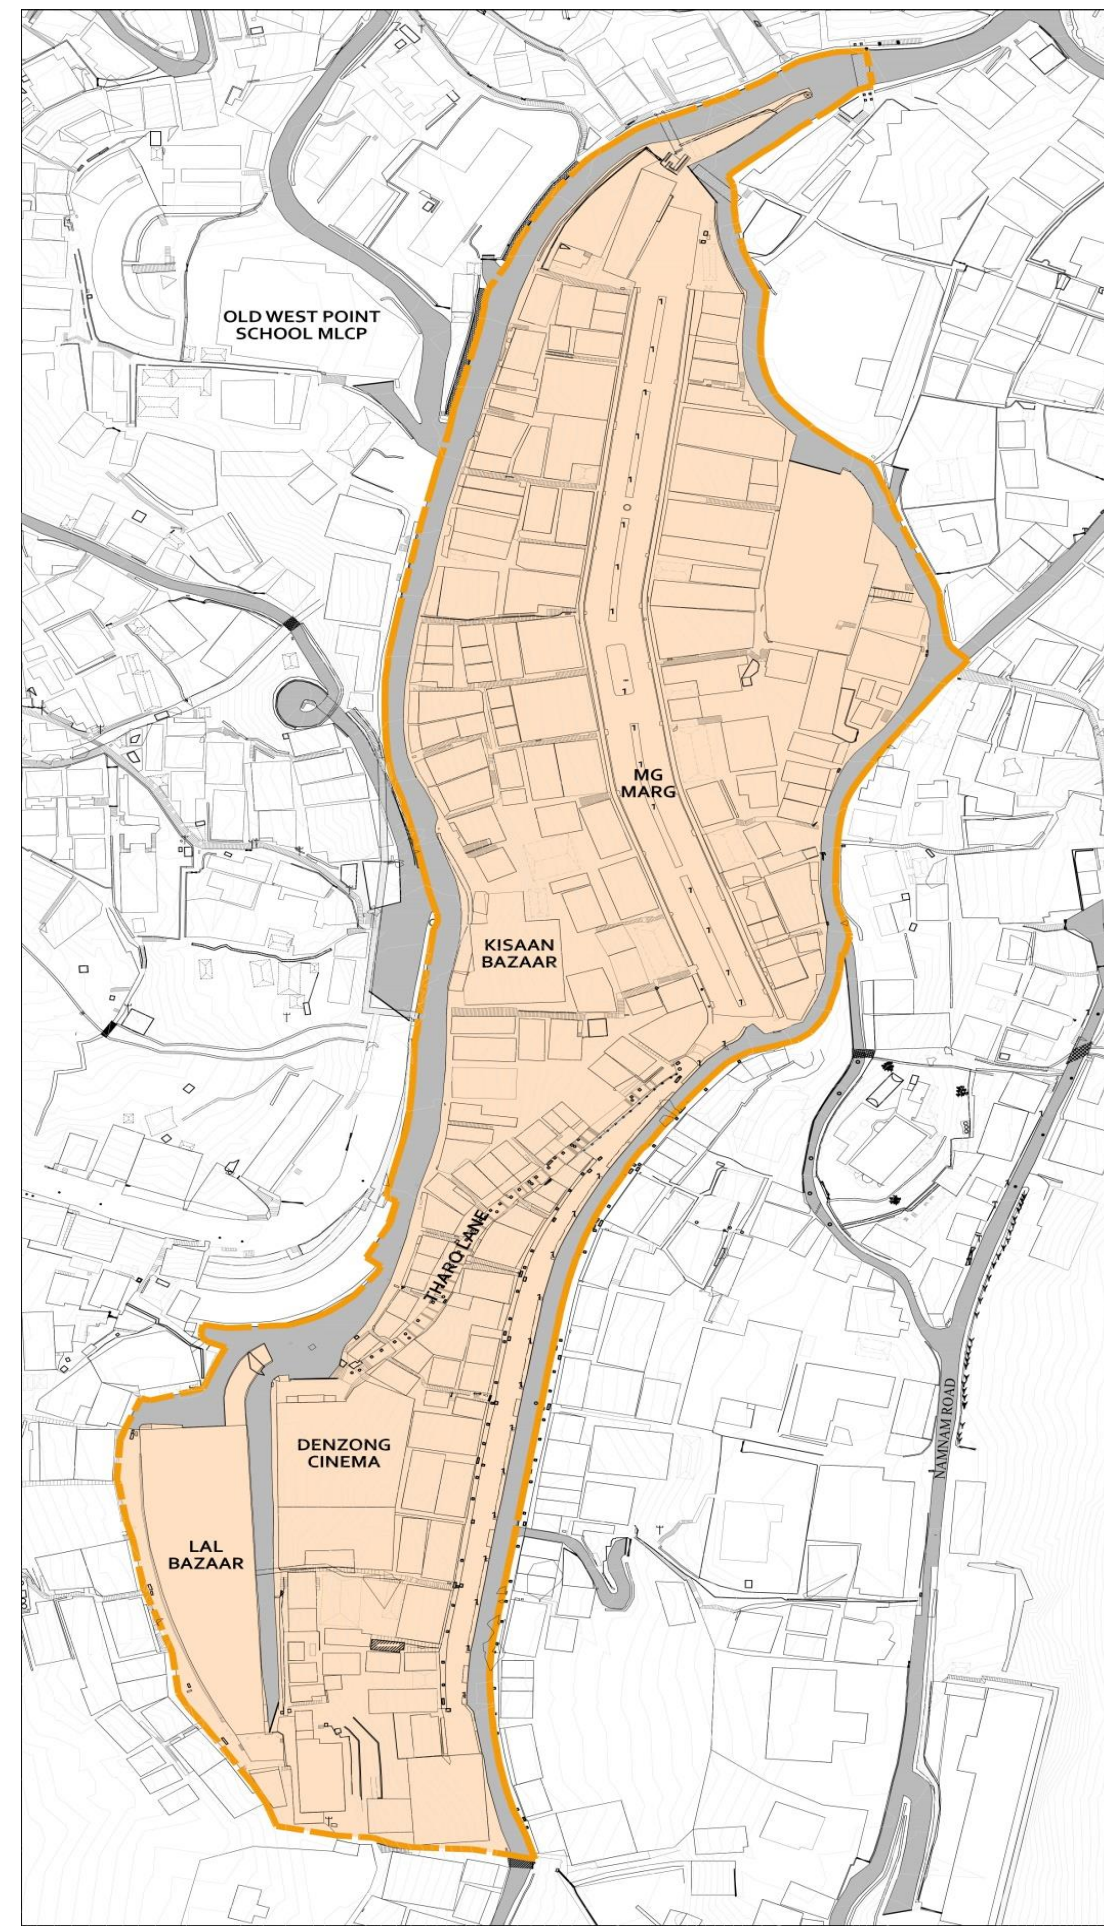 OLD WEST POINT
SCHOOL MLCP
MG
MARG
KISAAN
BAZAAR
THARO LANE
NAMNAM ROAD
DENZONG
CINEMA
LAL
BAZAAR